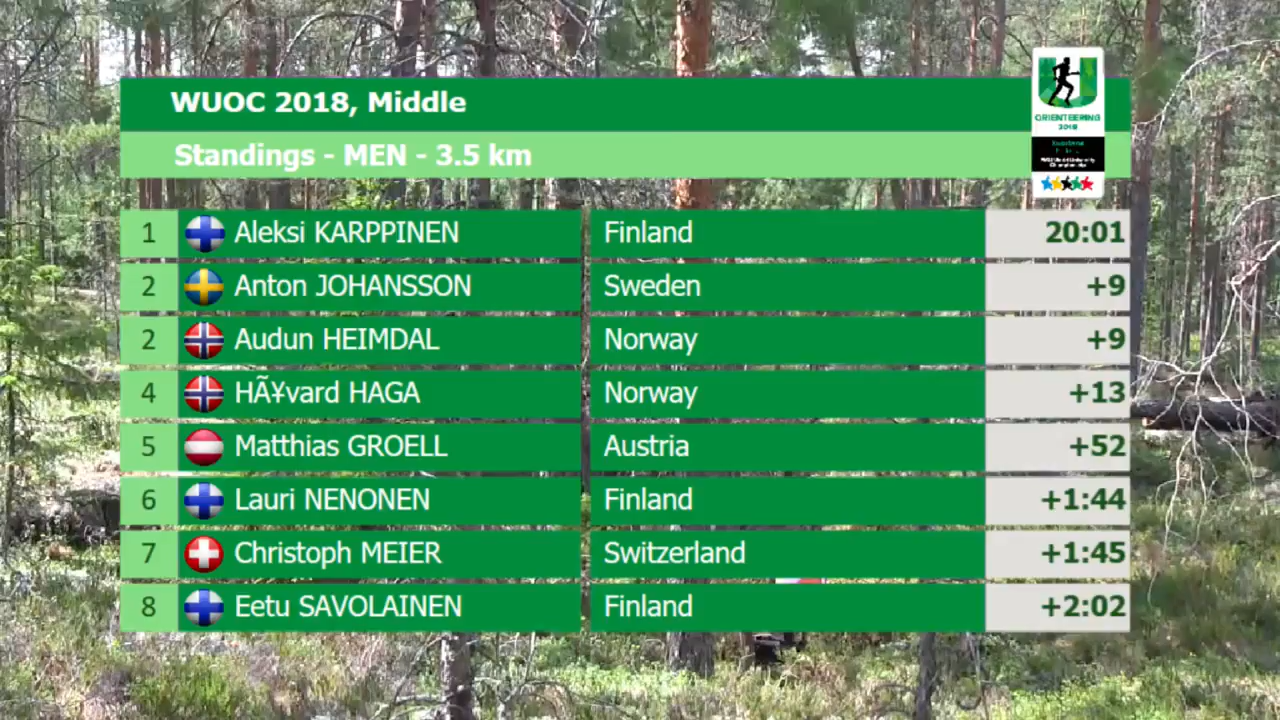 WUOC 2018, Middle
Standings - MEN - 3.5 km
ORIENTEERING
2018
1 Aleksi KARPPINEN Finland 20:01
2 Anton JOHANSSON Sweden +9
2 Audun HEIMDAL Norway +9
4 HÃ¥vard HAGA Norway +13
5 Matthias GROELL Austria +52
6 Lauri NENONEN Finland +1:44
7 Christoph MEIER Switzerland +1:45
8 Eetu SAVOLAINEN Finland +2:02